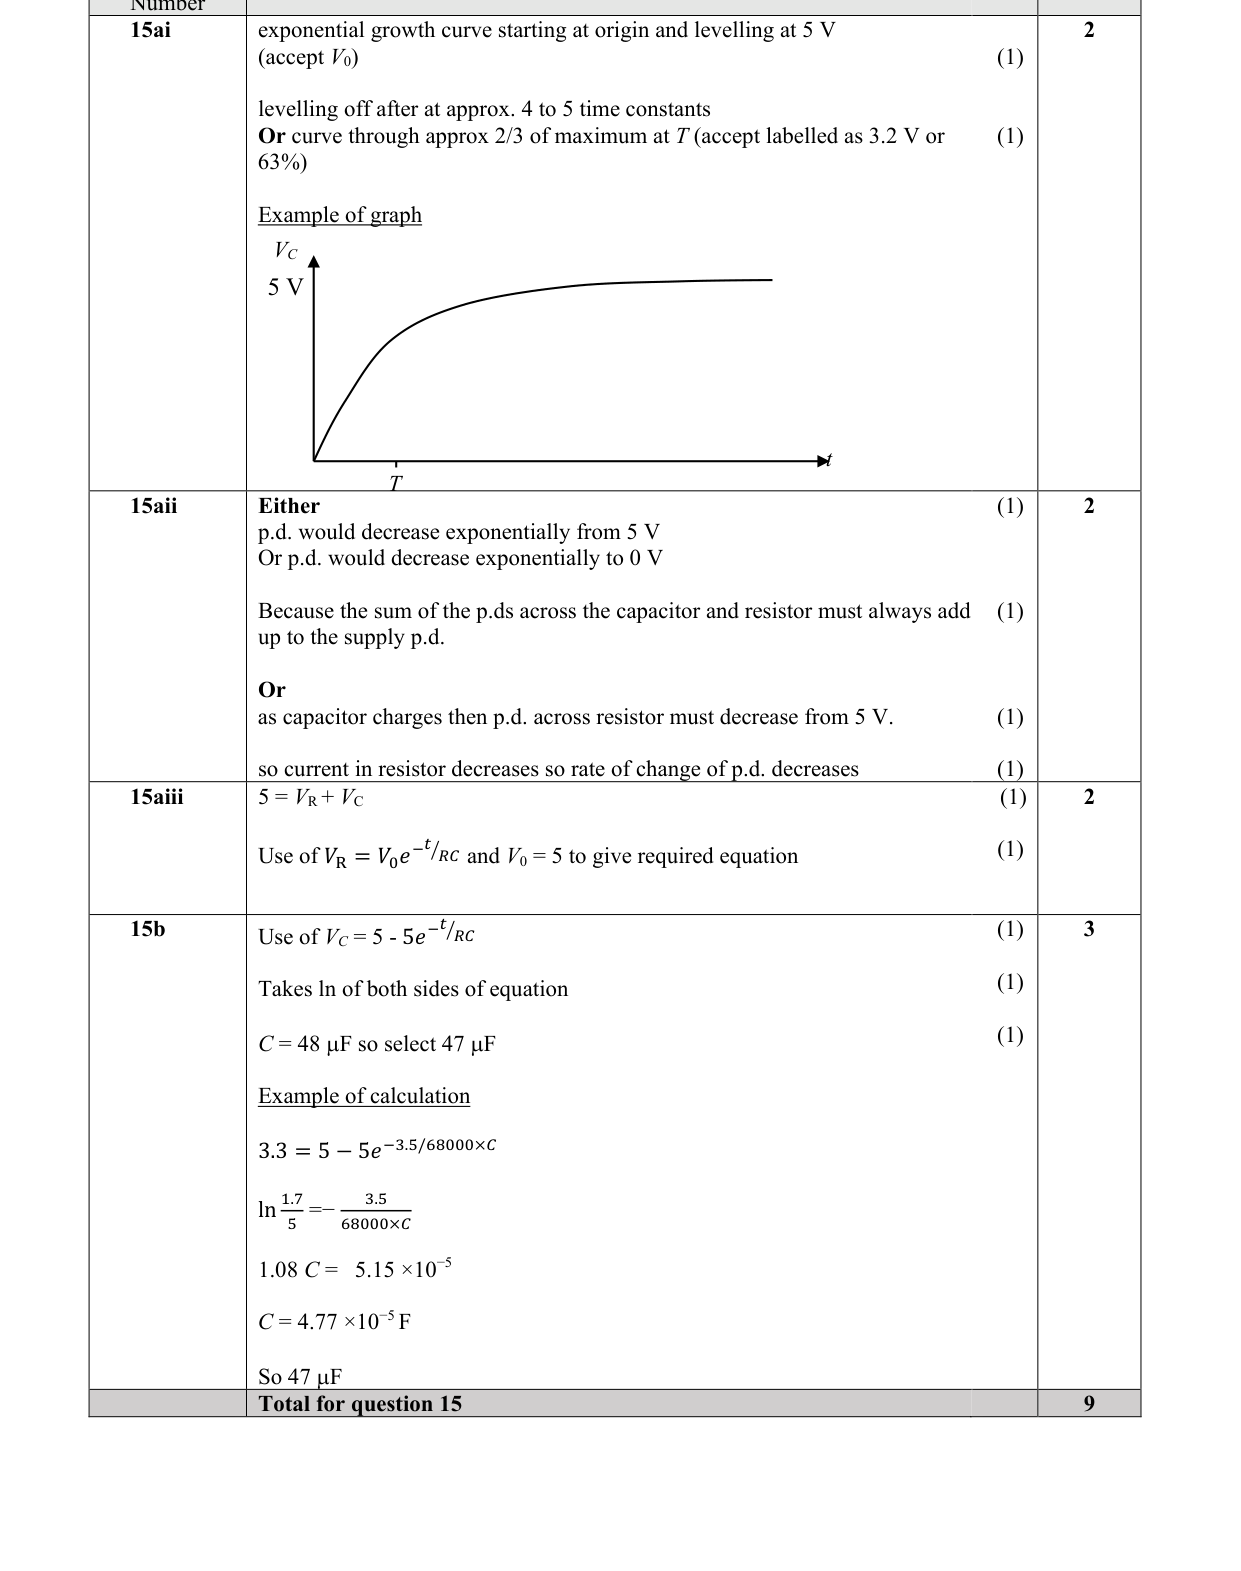 Number
15ai exponential growth curve starting at origin and levelling at 5 V 2
(accept V₀) (1)
levelling off after at approx. 4 to 5 time constants
Or curve through approx 2/3 of maximum at T (accept labelled as 3.2 V or (1)
63%)
Example of graph
V_C
5 V
t
T
15aii Either (1) 2
p.d. would decrease exponentially from 5 V
Or p.d. would decrease exponentially to 0 V
Because the sum of the p.ds across the capacitor and resistor must always add (1)
up to the supply p.d.
Or
as capacitor charges then p.d. across resistor must decrease from 5 V. (1)
so current in resistor decreases so rate of change of p.d. decreases (1)
15aiii 5 = V_R + V_C (1) 2
Use of V_R = V₀e^{−t/RC} and V₀ = 5 to give required equation (1)
15b Use of V_C = 5 - 5e^{−t/RC} (1) 3
Takes ln of both sides of equation (1)
C = 48 μF so select 47 μF (1)
Example of calculation
3.3 = 5 − 5e^{−3.5/68000×C}
ln 1.7/5 =− 3.5/68000×C
1.08 C = 5.15 ×10⁻⁵
C = 4.77 ×10⁻⁵ F
So 47 μF
Total for question 15 9